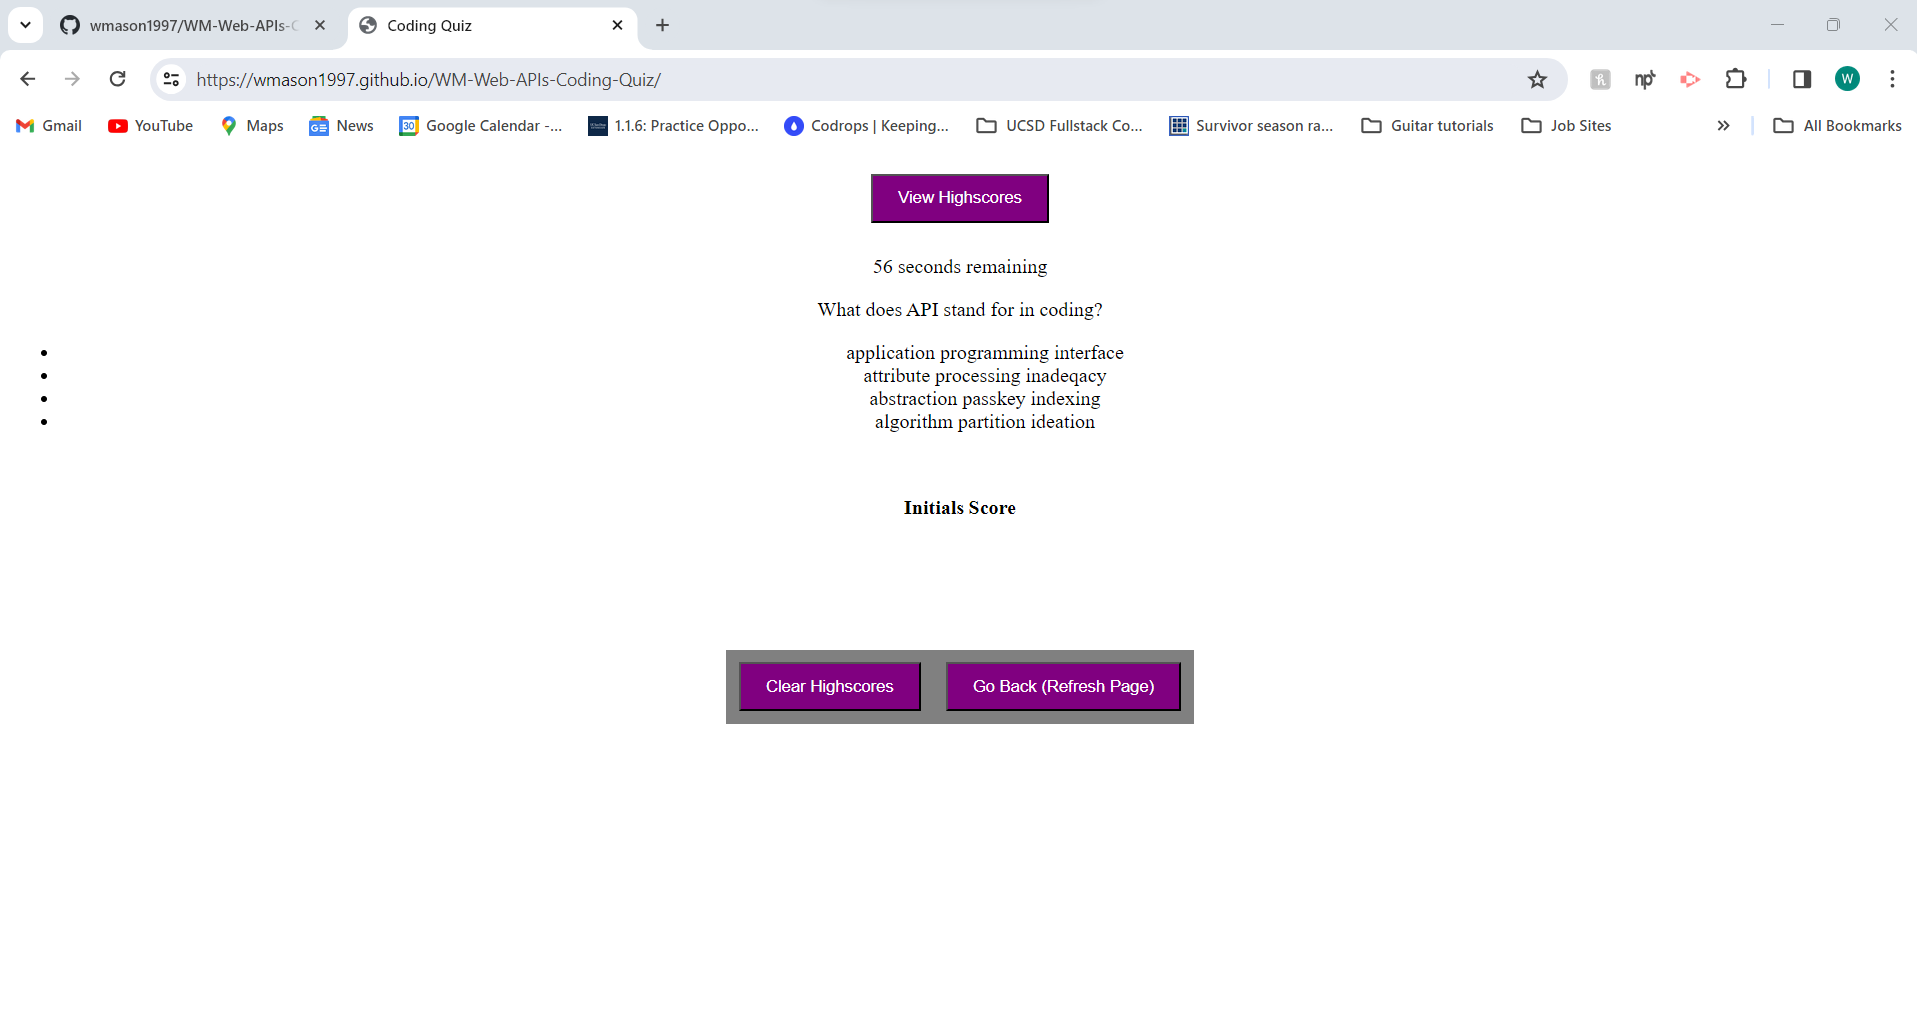 wmason1997/WM-Web-APIs-C
Coding Quiz
https://wmason1997.github.io/WM-Web-APIs-Coding-Quiz/
np
W
Gmail
YouTube
Maps
News
30
Google Calendar -...
1.1.6: Practice Oppo...
Codrops | Keeping...
UCSD Fullstack Co...
Survivor season ra...
Guitar tutorials
Job Sites
All Bookmarks
View Highscores
56 seconds remaining
What does API stand for in coding?
application programming interface
attribute processing inadeqacy
abstraction passkey indexing
algorithm partition ideation
Initials Score
Clear Highscores
Go Back (Refresh Page)